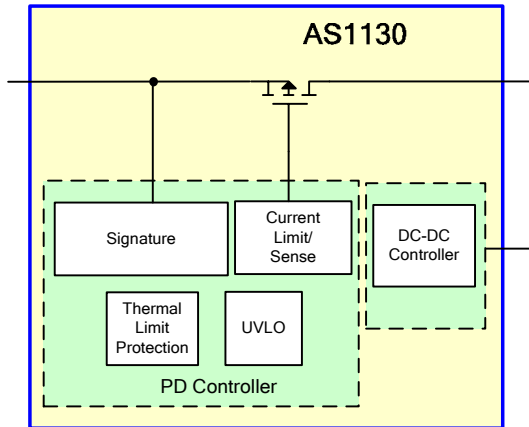 AS1130
Signature
Current
Limit/
Sense
DC-DC
Controller
Thermal
Limit
Protection
UVLO
PD Controller